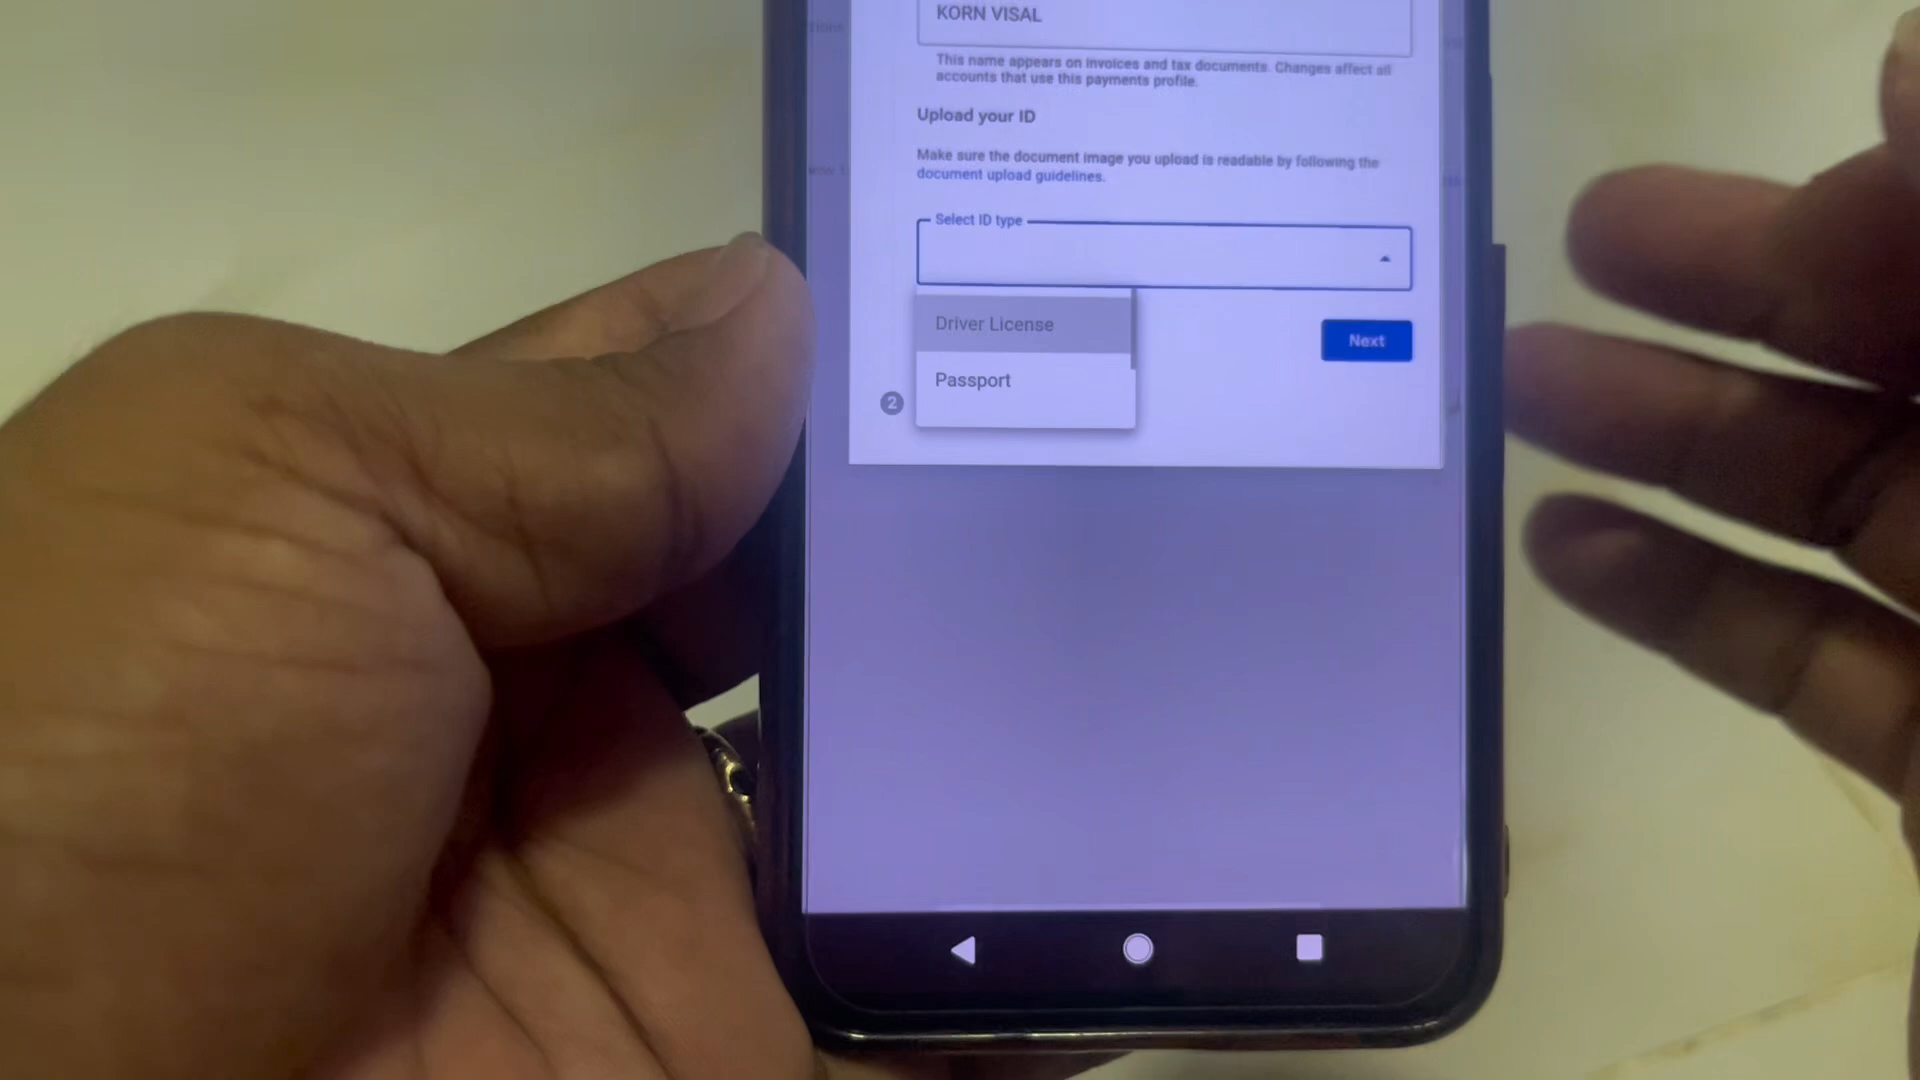 KORN VISAL
This name appears on invoices and tax documents. Changes affect all
accounts that use this payments profile.
Upload your ID
Make sure the document image you upload is readable by following the
document upload guidelines.
Select ID type
Driver License
Next
Passport
2